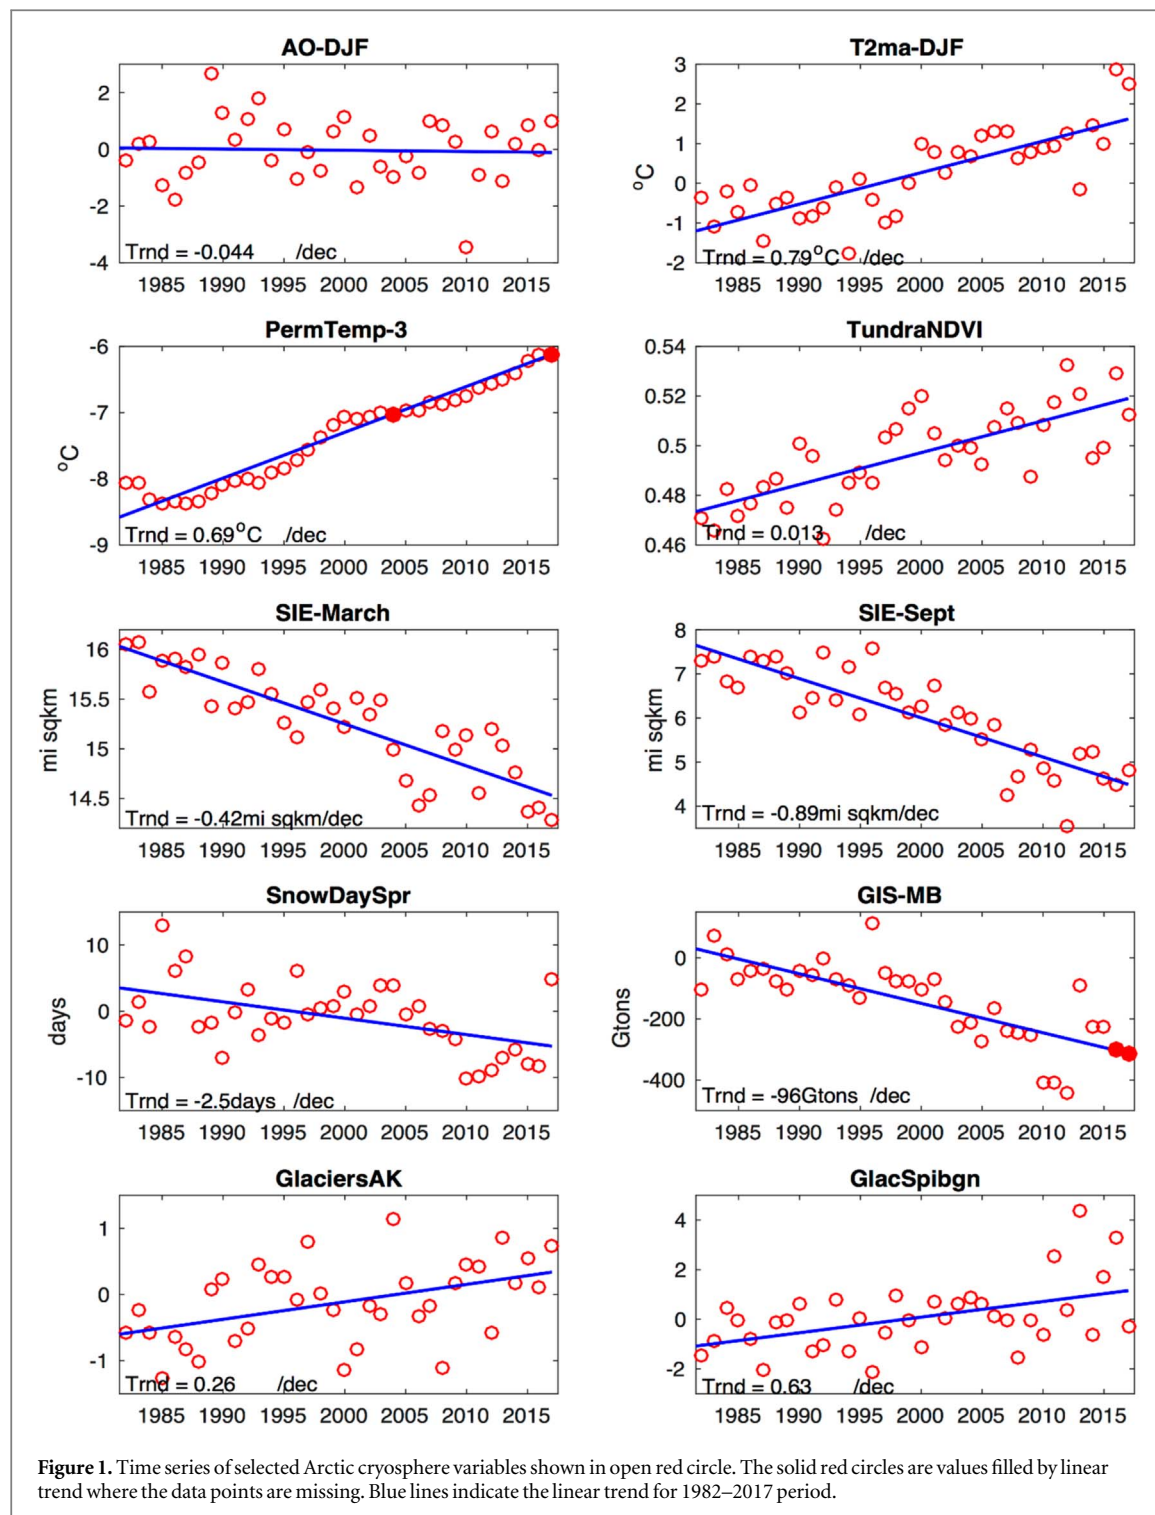 AO-DJF
2
0
-2
-4
Trnd = -0.044 /dec
1985 1990 1995 2000 2005 2010 2015
T2ma-DJF
3
2
1
0
-1
-2
°C
Trnd = 0.79°C /dec
1985 1990 1995 2000 2005 2010 2015
PermTemp-3
-6
-7
-8
-9
°C
Trnd = 0.69°C /dec
1985 1990 1995 2000 2005 2010 2015
TundraNDVI
0.54
0.52
0.5
0.48
0.46
Trnd = 0.013 /dec
1985 1990 1995 2000 2005 2010 2015
SIE-March
16
15.5
15
14.5
mi sqkm
Trnd = -0.42mi sqkm/dec
1985 1990 1995 2000 2005 2010 2015
SIE-Sept
8
7
6
5
4
mi sqkm
Trnd = -0.89mi sqkm/dec
1985 1990 1995 2000 2005 2010 2015
SnowDaySpr
10
0
-10
days
Trnd = -2.5days /dec
1985 1990 1995 2000 2005 2010 2015
GIS-MB
0
-200
-400
Gtons
Trnd = -96Gtons /dec
1985 1990 1995 2000 2005 2010 2015
GlaciersAK
1
0
-1
Trnd = 0.26 /dec
1985 1990 1995 2000 2005 2010 2015
GlacSpibgn
4
2
0
-2
Trnd = 0.63 /dec
1985 1990 1995 2000 2005 2010 2015
Figure 1. Time series of selected Arctic cryosphere variables shown in open red circle. The solid red circles are values filled by linear
trend where the data points are missing. Blue lines indicate the linear trend for 1982–2017 period.